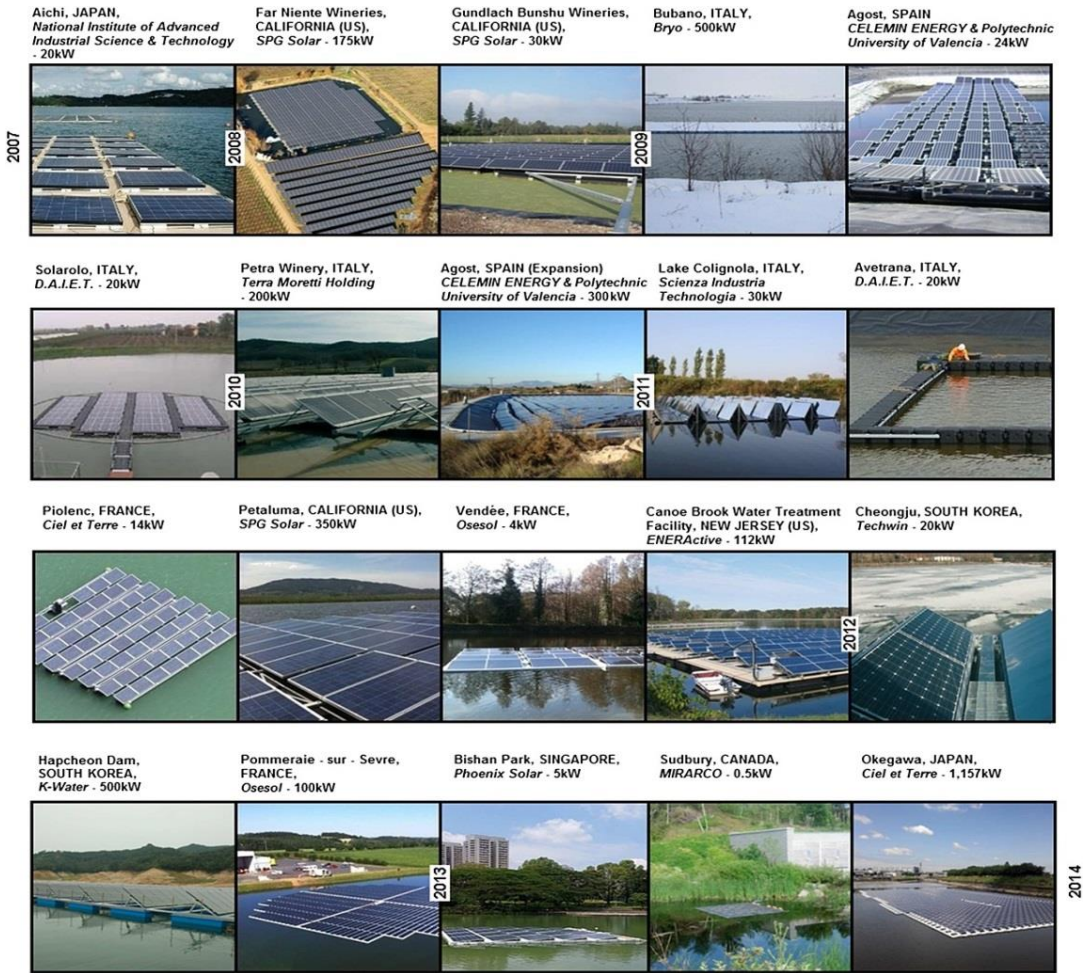 Aichi, JAPAN,
National Institute of Advanced
Industrial Science & Technology
- 20kW
Far Niente Wineries,
CALIFORNIA (US),
SPG Solar - 175kW
Gundlach Bunshu Wineries,
CALIFORNIA (US),
SPG Solar - 30kW
Bubano, ITALY,
Bryo - 500kW
Agost, SPAIN
CELEMIN ENERGY & Polytechnic
University of Valencia - 24kW
2007
2008
2009
Solarolo, ITALY,
D.A.I.E.T. - 20kW
Petra Winery, ITALY,
Terra Moretti Holding
- 200kW
Agost, SPAIN (Expansion)
CELEMIN ENERGY & Polytechnic
University of Valencia - 300kW
Lake Colignola, ITALY,
Scienza Industria
Technologia - 30kW
Avetrana, ITALY,
D.A.I.E.T. - 20kW
2010
2011
Piolenc, FRANCE,
Ciel et Terre - 14kW
Petaluma, CALIFORNIA (US),
SPG Solar - 350kW
Vendée, FRANCE,
Osesol - 4kW
Canoe Brook Water Treatment
Facility, NEW JERSEY (US),
ENERActive - 112kW
Cheongju, SOUTH KOREA,
Techwin - 20kW
2012
Hapcheon Dam,
SOUTH KOREA,
K-Water - 500kW
Pommeraie - sur - Sevre,
FRANCE,
Osesol - 100kW
Bishan Park, SINGAPORE,
Phoenix Solar - 5kW
Sudbury, CANADA,
MIRARCO - 0.5kW
Okegawa, JAPAN,
Ciel et Terre - 1,157kW
2013
2014